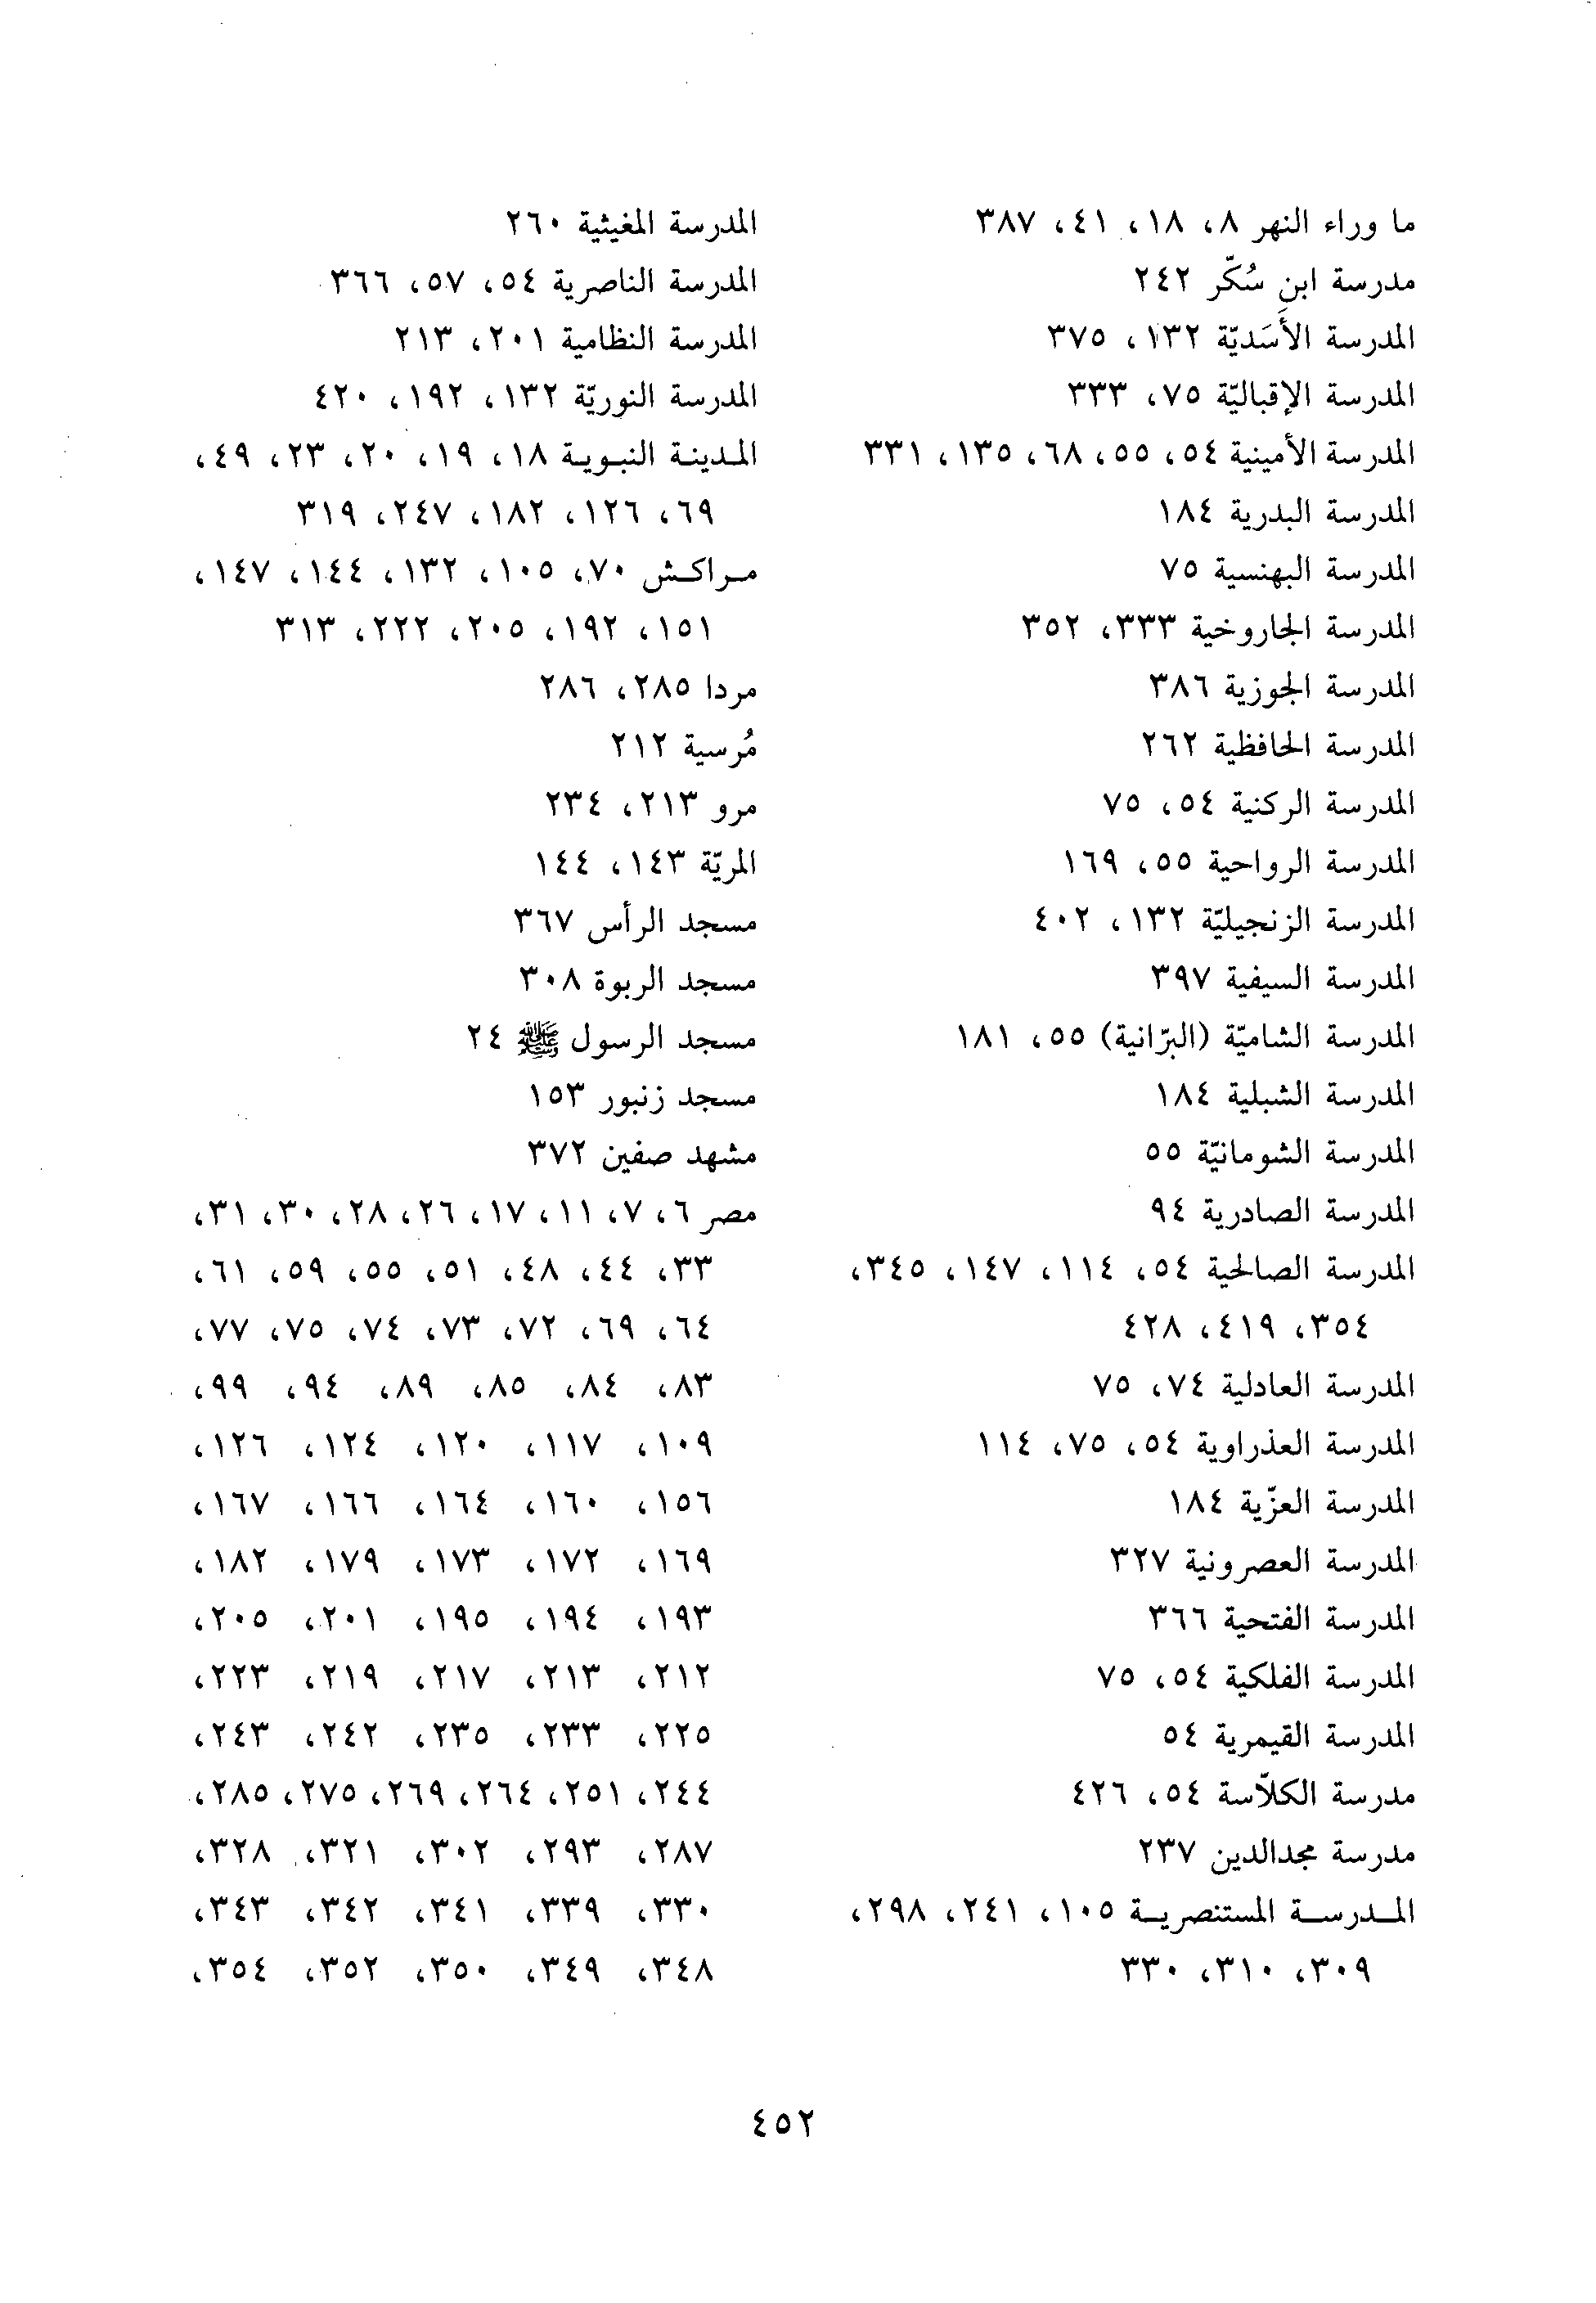 ما وراء النهر ٨، ١٨، ٤١، ٣٨٧
مدرسة ابن سُكّر ٢٤٢
المدرسة الأَسَديّة ١٣٢، ٣٧٥
المدرسة الإقباليّة ٧٥، ٣٣٣
المدرسة الأمينية ٥٤، ٥٥، ٦٨، ١٣٥، ٣٣١
المدرسة البدرية ١٨٤
المدرسة البهنسية ٧٥
المدرسة الجاروخية ٣٣٣، ٣٥٢
المدرسة الجوزية ٣٨٦
المدرسة الحافظية ٢٦٢
المدرسة الركنية ٥٤، ٧٥
المدرسة الرواحية ٥٥، ١٦٩
المدرسة الزنجيليّة ١٣٢، ٤٠٢
المدرسة السيفية ٣٩٧
المدرسة الشاميّة (البرّانية) ٥٥، ١٨١
المدرسة الشبلية ١٨٤
المدرسة الشومانيّة ٥٥
المدرسة الصادرية ٩٤
المدرسة الصالحية ٥٤، ١١٤، ١٤٧، ٣٤٥،
٣٥٤، ٤١٩، ٤٢٨
المدرسة العادلية ٧٤، ٧٥
المدرسة العذراوية ٥٤، ٧٥، ١١٤
المدرسة العزّية ١٨٤
المدرسة العصرونية ٣٢٧
المدرسة الفتحية ٣٦٦
المدرسة الفلكية ٥٤، ٧٥
المدرسة القيمرية ٥٤
مدرسة الكلاّسة ٥٤، ٤٢٦
مدرسة مجدالدين ٢٣٧
المـدرسـة المستنصريـة ١٠٥، ٢٤١، ٢٩٨،
٣٠٩، ٣١٠، ٣٣٠
المدرسة المغيثية ٢٦٠
المدرسة الناصرية ٥٤، ٥٧، ٣٦٦
المدرسة النظامية ٢٠١، ٢١٣
المدرسة النوريّة ١٣٢، ١٩٢، ٤٢٠
المـدينـة النبـويـة ١٨، ١٩، ٢٠، ٢٣، ٤٩،
٦٩، ١٢٦، ١٨٢، ٢٤٧، ٣١٩
مـراكـش ٧٠، ١٠٥، ١٣٢، ١٤٤، ١٤٧،
١٥١، ١٩٢، ٢٠٥، ٢٢٢، ٣١٣
مردا ٢٨٥، ٢٨٦
مُرسية ٢١٢
مرو ٢١٣، ٢٣٤
المريّة ١٤٣، ١٤٤
مسجد الرأس ٣٦٧
مسجد الربوة ٣٠٨
مسجد الرسول ﷺ ٢٤
مسجد زنبور ١٥٣
مشهد صفين ٣٧٢
مصر ٦، ٧، ١١، ١٧، ٢٦، ٢٨، ٣٠، ٣١،
٣٣، ٤٤، ٤٨، ٥١، ٥٥، ٥٩، ٦١،
٦٤، ٦٩، ٧٢، ٧٣، ٧٤، ٧٥، ٧٧،
٨٣، ٨٤، ٨٥، ٨٩، ٩٤، ٩٩،
١٠٩، ١١٧، ١٢٠، ١٢٤، ١٢٦،
١٥٦، ١٦٠، ١٦٤، ١٦٦، ١٦٧،
١٦٩، ١٧٢، ١٧٣، ١٧٩، ١٨٢،
١٩٣، ١٩٤، ١٩٥، ٢٠١، ٢٠٥،
٢١٢، ٢١٣، ٢١٧، ٢١٩، ٢٢٣،
٢٢٥، ٢٣٣، ٢٣٥، ٢٤٢، ٢٤٣،
٢٤٤، ٢٥١، ٢٦٤، ٢٦٩، ٢٧٥، ٢٨٥،
٢٨٧، ٢٩٣، ٣٠٢، ٣٢١، ٣٢٨،
٣٣٠، ٣٣٩، ٣٤١، ٣٤٢، ٣٤٣،
٣٤٨، ٣٤٩، ٣٥٠، ٣٥٢، ٣٥٤،
٤٥٢